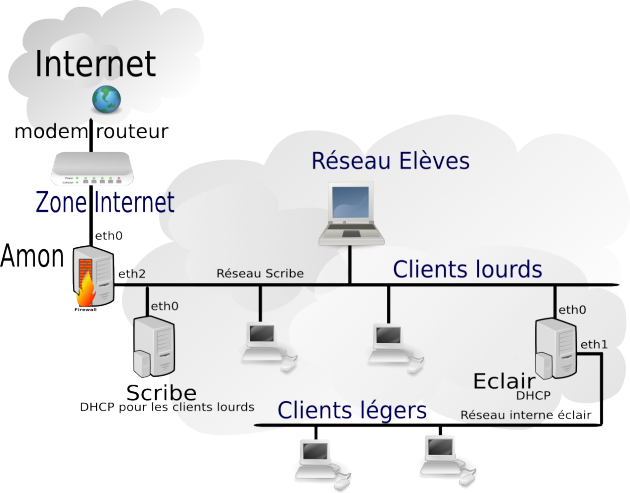 Internet
modem routeur
Zone Internet
Réseau Elèves
eth0
Amon
eth2
Réseau Scribe
Clients lourds
Firewall
eth0
eth0
eth1
Scribe
DHCP pour les clients lourds
Eclair
DHCP
Clients légers
Réseau interne éclair